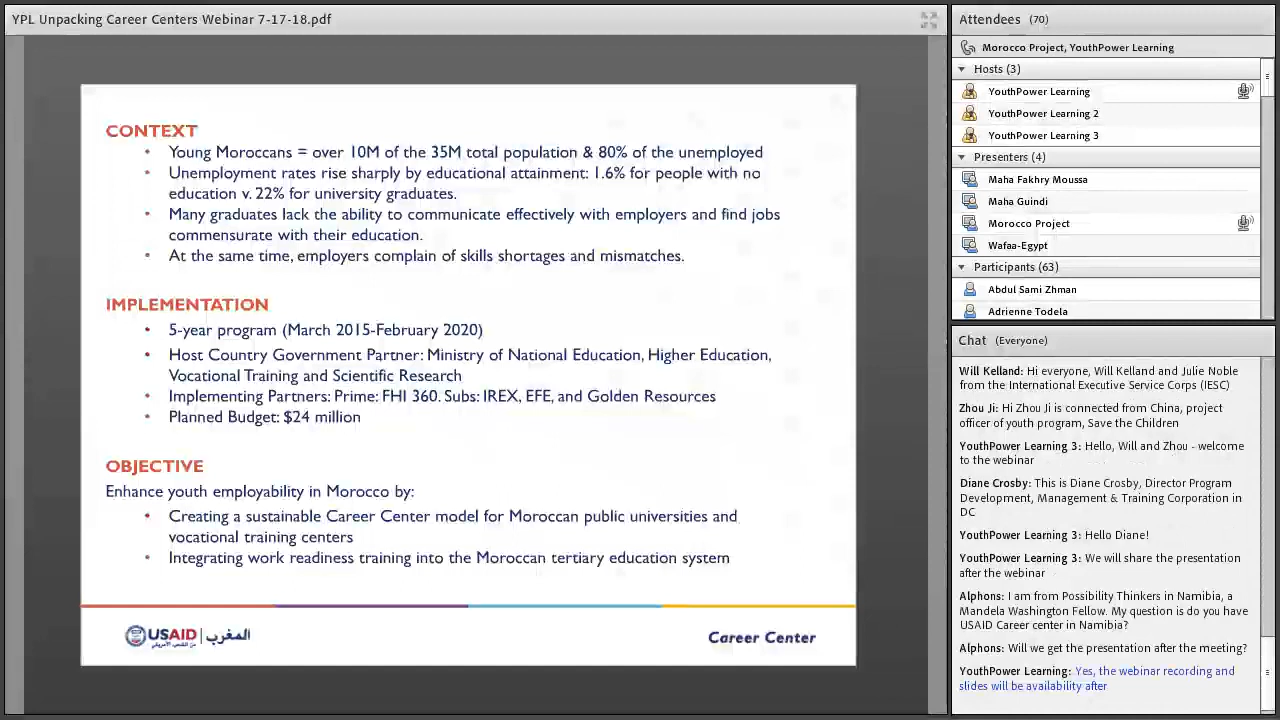 YPL Unpacking Career Centers Webinar 7-17-18.pdf
CONTEXT
• Young Moroccans = over 10M of the 35M total population & 80% of the unemployed
• Unemployment rates rise sharply by educational attainment: 1.6% for people with no
education v. 22% for university graduates.
• Many graduates lack the ability to communicate effectively with employers and find jobs
commensurate with their education.
• At the same time, employers complain of skills shortages and mismatches.
IMPLEMENTATION
• 5-year program (March 2015-February 2020)
• Host Country Government Partner: Ministry of National Education, Higher Education,
Vocational Training and Scientific Research
• Implementing Partners: Prime: FHI 360. Subs: IREX, EFE, and Golden Resources
• Planned Budget: $24 million
OBJECTIVE
Enhance youth employability in Morocco by:
• Creating a sustainable Career Center model for Moroccan public universities and
vocational training centers
• Integrating work readiness training into the Moroccan tertiary education system
USAID | المغرب
من الشعب الأمريكي
Career Center
Attendees (70)
Morocco Project, YouthPower Learning
Hosts (3)
YouthPower Learning
YouthPower Learning 2
YouthPower Learning 3
Presenters (4)
Maha Fakhry Moussa
Maha Guindi
Morocco Project
Wafaa-Egypt
Participants (63)
Abdul Sami Zhman
Adrienne Todela
Chat (Everyone)
Will Kelland: Hi everyone, Will Kelland and Julie Noble
from the International Executive Service Corps (IESC)
Zhou Ji: Hi Zhou Ji is connected from China, project
officer of youth program, Save the Children
YouthPower Learning 3: Hello, Will and Zhou - welcome
to the webinar
Diane Crosby: This is Diane Crosby, Director Program
Development, Management & Training Corporation in
DC
YouthPower Learning 3: Hello Diane!
YouthPower Learning 3: We will share the presentation
after the webinar
Alphons: I am from Possibility Thinkers in Namibia, a
Mandela Washington Fellow. My question is do you have
USAID Career center in Namibia?
Alphons: Will we get the presentation after the meeting?
YouthPower Learning: Yes, the webinar recording and
slides will be availability after